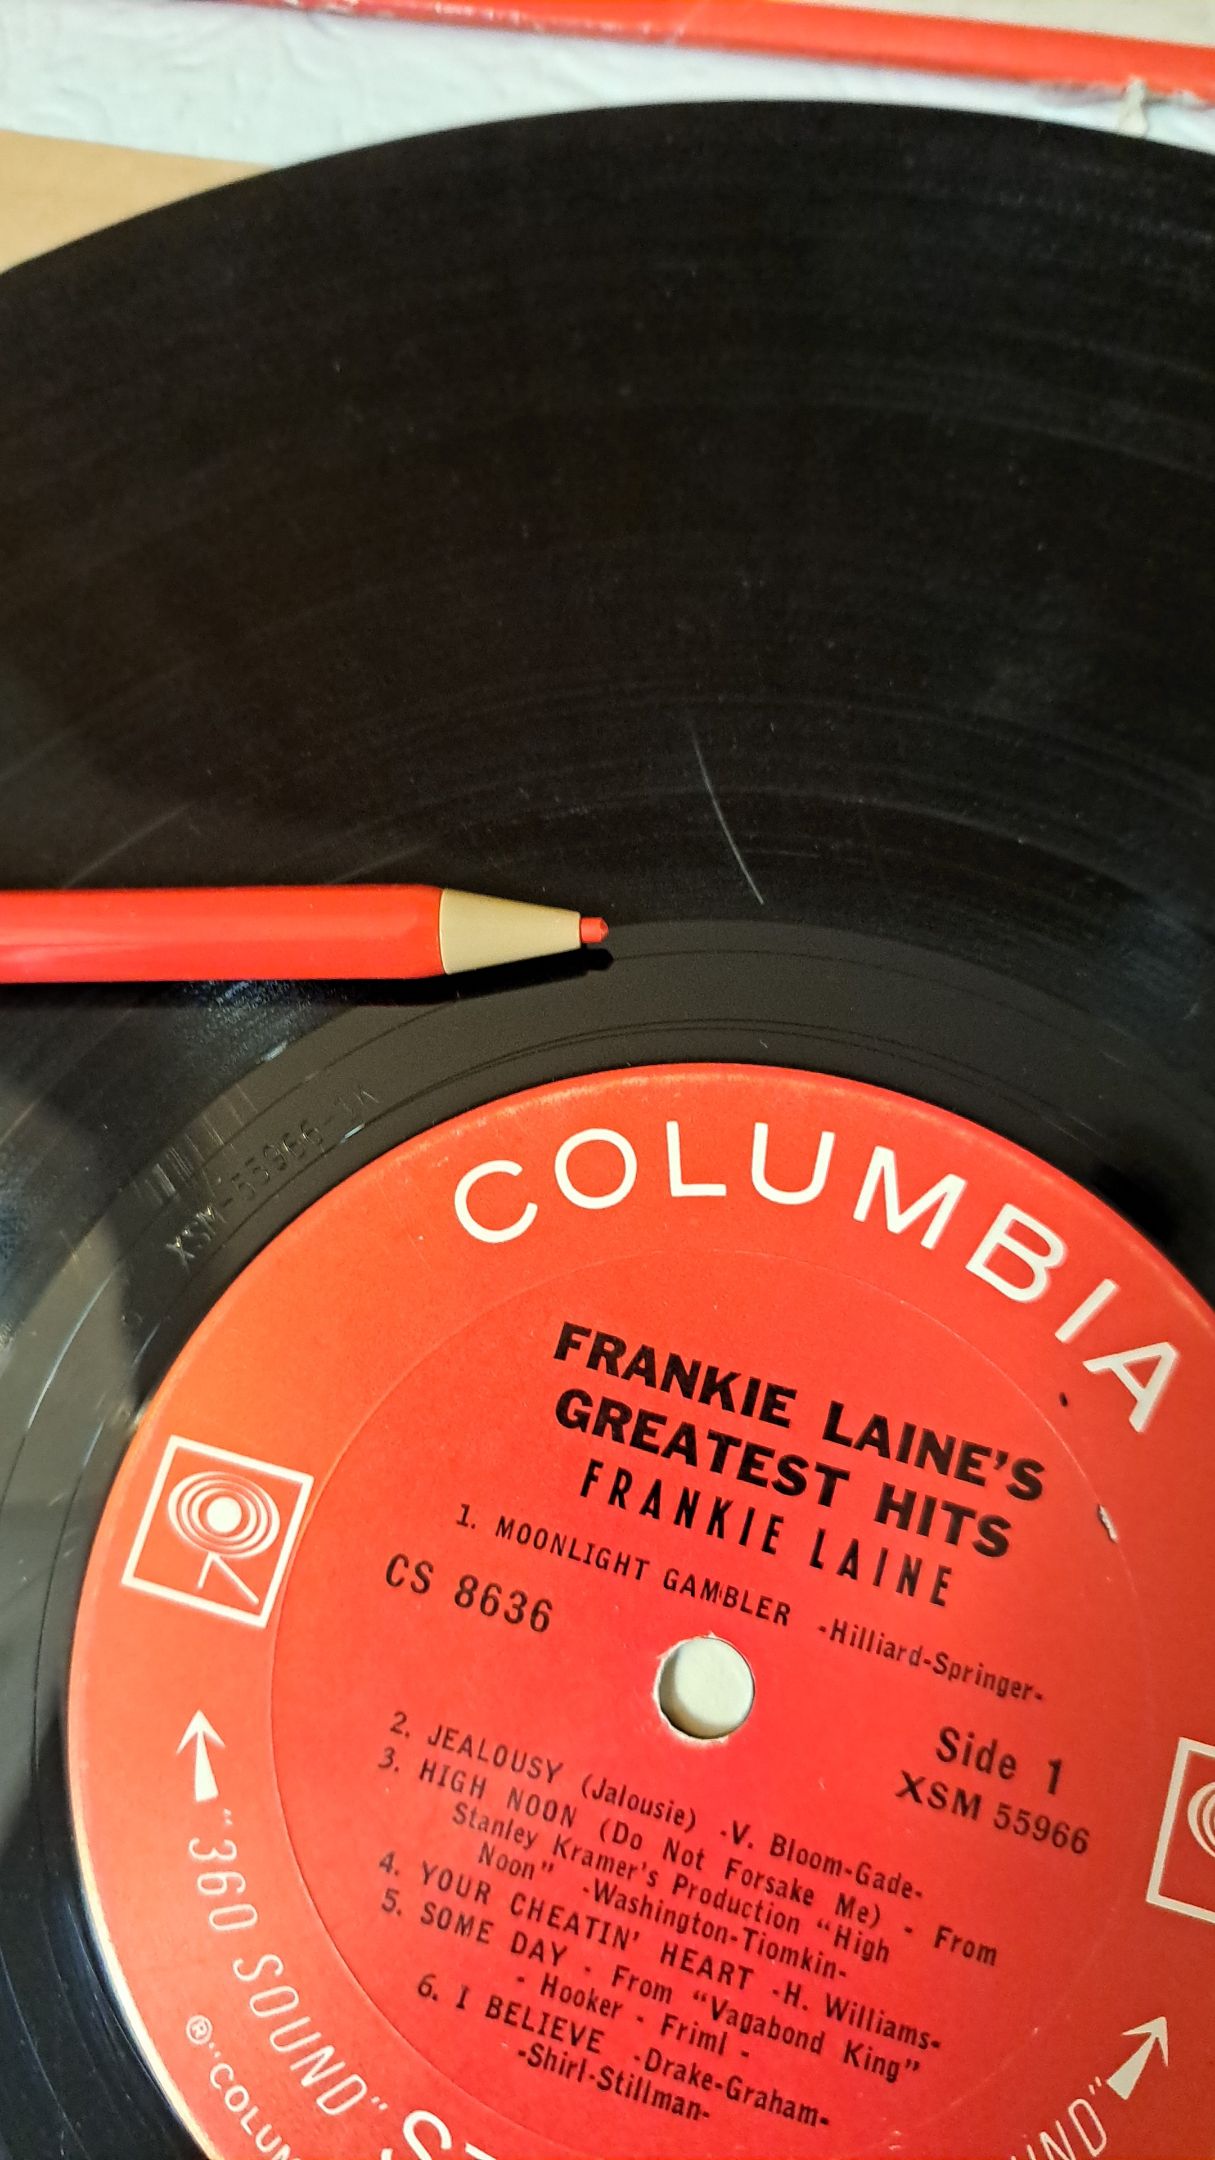 XSM-55966-1A
COLUMBIA
FRANKIE LAINE'S
GREATEST HITS
FRANKIE LAINE
1. MOONLIGHT GAMBLER -Hilliard-Springer-
CS 8636
Side 1
XSM 55966
2. JEALOUSY (Jalousie) -V. Bloom-Gade-
3. HIGH NOON (Do Not Forsake Me) - From
Stanley Kramer's Production "High
Noon" -Washington-Tiomkin-
4. YOUR CHEATIN' HEART -H. Williams-
5. SOME DAY - From "Vagabond King"
- Hooker - Friml -
6. I BELIEVE -Drake-Graham-
-Shirl-Stillman-
"360 SOUND"